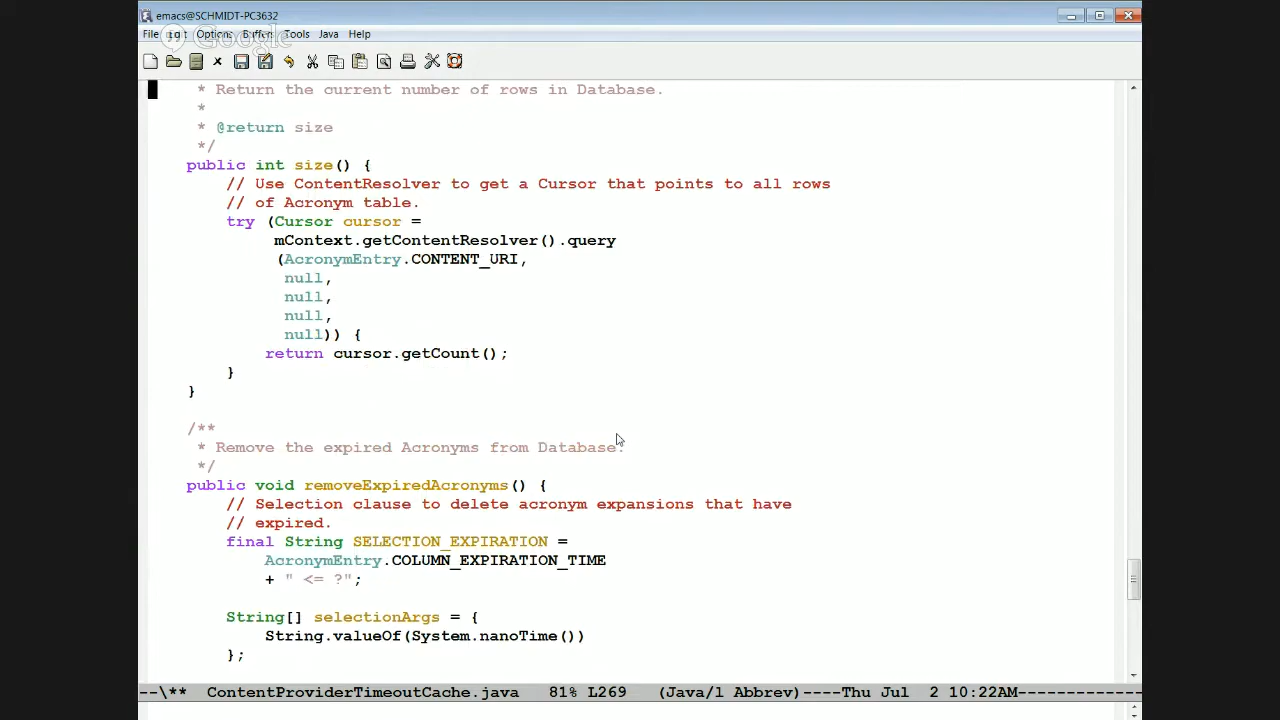 emacs@SCHMIDT-PC3632
File Edit Options Buffers Tools Java Help
Google
* Return the current number of rows in Database.
*
* @return size
*/
public int size() {
// Use ContentResolver to get a Cursor that points to all rows
// of Acronym table.
try (Cursor cursor =
mContext.getContentResolver().query
(AcronymEntry.CONTENT_URI,
null,
null,
null,
null)) {
return cursor.getCount();
}
}
/**
* Remove the expired Acronyms from Database.
*/
public void removeExpiredAcronyms() {
// Selection clause to delete acronym expansions that have
// expired.
final String SELECTION_EXPIRATION =
AcronymEntry.COLUMN_EXPIRATION_TIME
+ " <= ?";
String[] selectionArgs = {
String.valueOf(System.nanoTime())
};
--\** ContentProviderTimeoutCache.java 81% L269 (Java/l Abbrev)----Thu Jul 2 10:22AM-------------